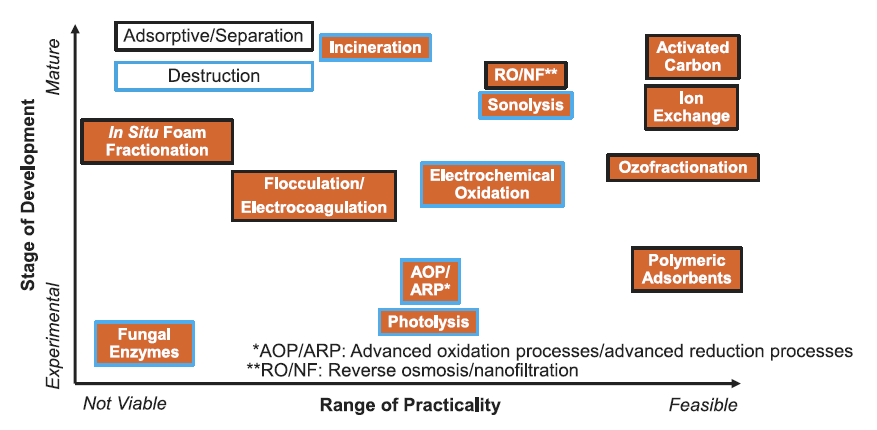 Stage of Development
Mature
Experimental
Adsorptive/Separation
Destruction
Incineration
RO/NF**
Sonolysis
Activated
Carbon
Ion
Exchange
In Situ Foam
Fractionation
Flocculation/
Electrocoagulation
Electrochemical
Oxidation
Ozofractionation
AOP/
ARP*
Polymeric
Adsorbents
Photolysis
Fungal
Enzymes
*AOP/ARP: Advanced oxidation processes/advanced reduction processes
**RO/NF: Reverse osmosis/nanofiltration
Not Viable
Range of Practicality
Feasible